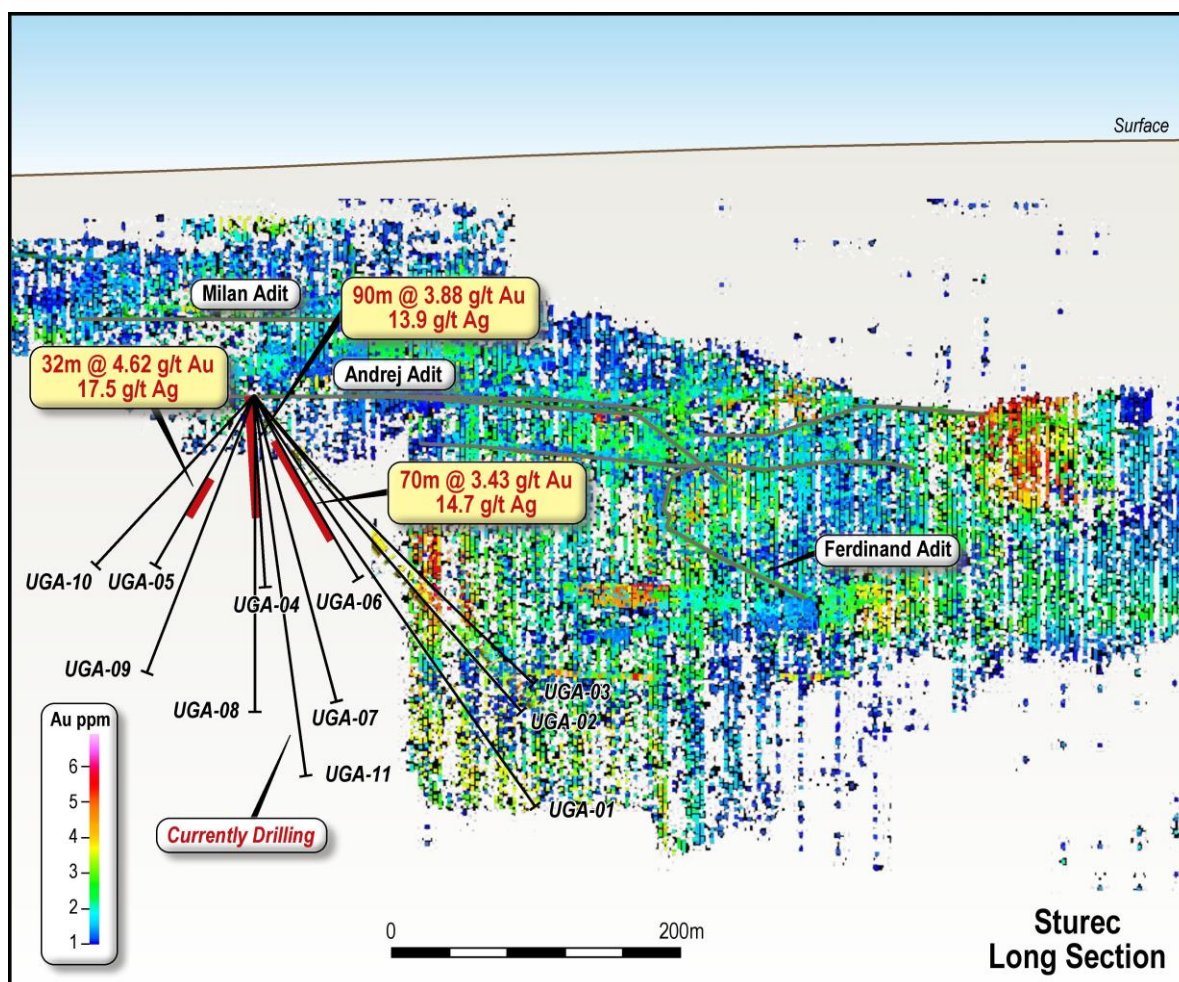 Surface
Milan Adit
90m @ 3.88 g/t Au
13.9 g/t Ag
32m @ 4.62 g/t Au
17.5 g/t Ag
Andrej Adit
70m @ 3.43 g/t Au
14.7 g/t Ag
Ferdinand Adit
UGA-10
UGA-05
UGA-04
UGA-06
UGA-09
UGA-08
UGA-07
UGA-03
UGA-02
UGA-11
UGA-01
Currently Drilling
Au ppm
6
5
4
3
2
1
0
200m
Sturec
Long Section